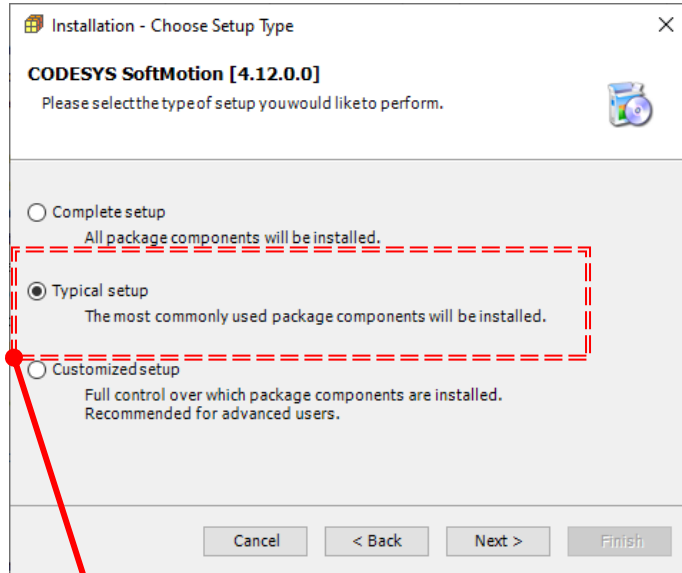 Installation - Choose Setup Type
CODESYS SoftMotion [4.12.0.0]
Please select the type of setup you would like to perform.
Complete setup
All package components will be installed.
Typical setup
The most commonly used package components will be installed.
Customized setup
Full control over which package components are installed.
Recommended for advanced users.
Cancel
< Back
Next >
Finish